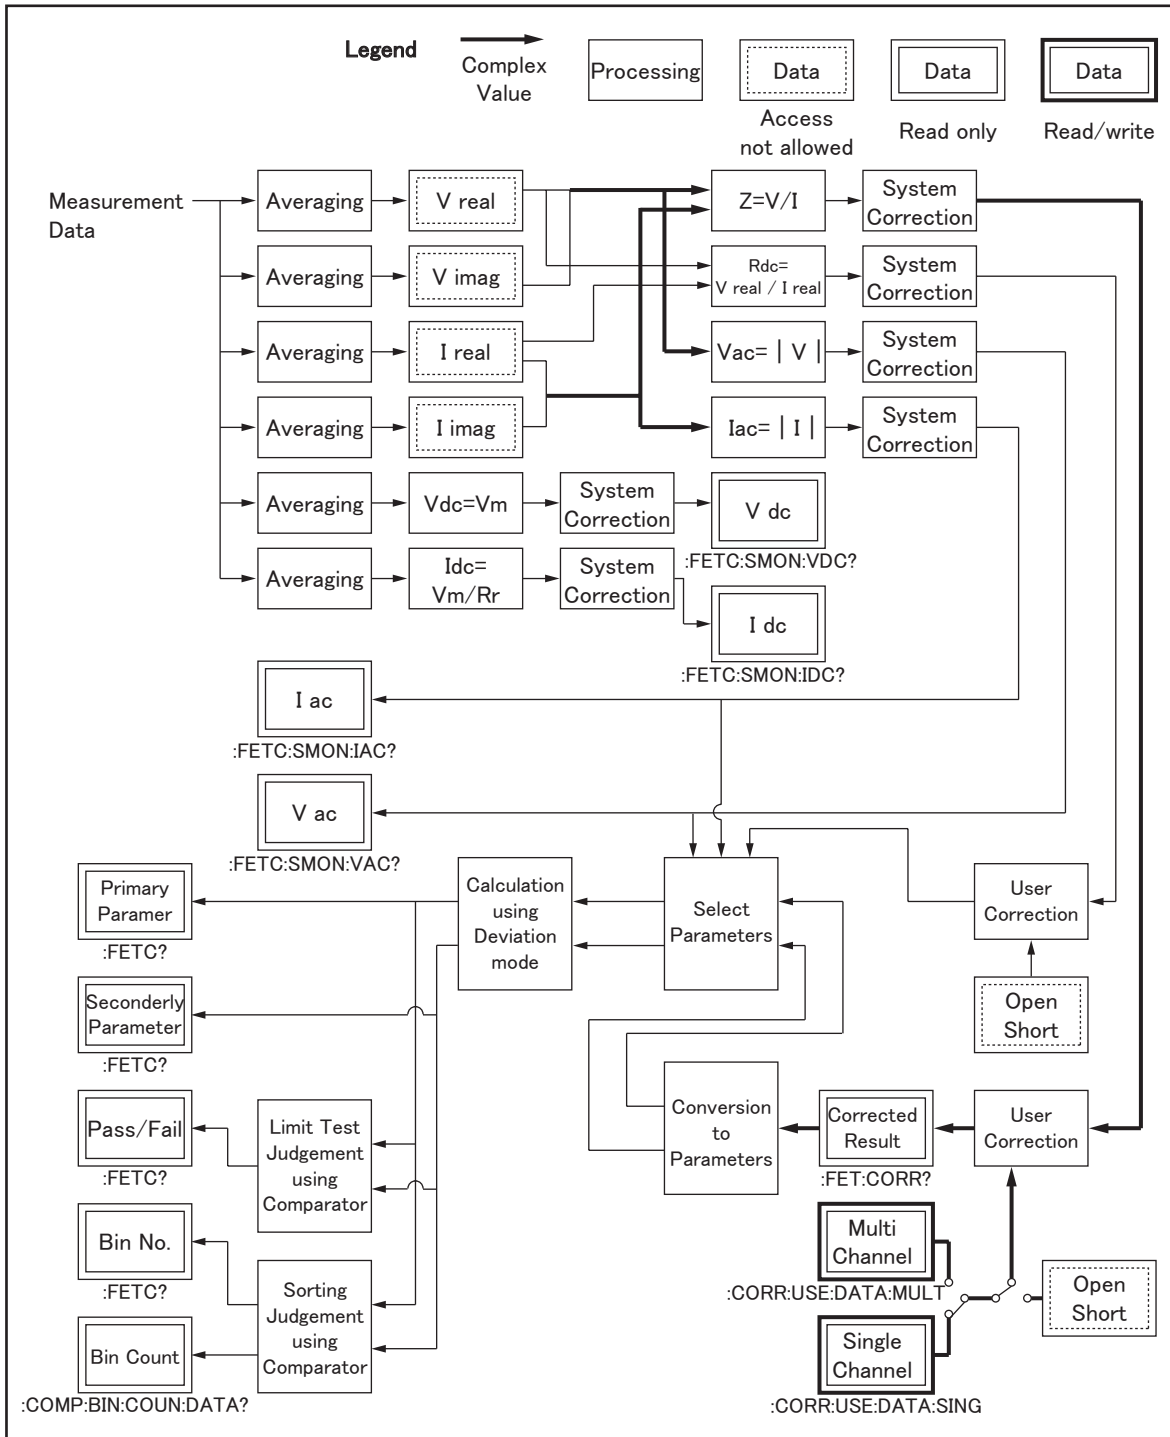 Legend
Complex
Value
Processing
Data
Access
not allowed
Data
Read only
Data
Read/write
Measurement
Data
Averaging
V real
Z=V/I
System
Correction
Averaging
V imag
Rdc=
V real / I real
System
Correction
Averaging
I real
Vac= | V |
System
Correction
Averaging
I imag
Iac= | I |
System
Correction
Averaging
Vdc=Vm
System
Correction
V dc
:FETC:SMON:VDC?
Averaging
Idc=
Vm/Rr
System
Correction
I dc
:FETC:SMON:IDC?
I ac
:FETC:SMON:IAC?
V ac
:FETC:SMON:VAC?
Primary
Paramer
:FETC?
Calculation
using
Deviation
mode
Select
Parameters
User
Correction
Open
Short
Seconderly
Parameter
:FETC?
Pass/Fail
:FETC?
Limit Test
Judgement
using
Comparator
Conversion
to
Parameters
Corrected
Result
:FET:CORR?
User
Correction
Bin No.
:FETC?
Sorting
Judgement
using
Comparator
Multi
Channel
:CORR:USE:DATA:MULT
Open
Short
Bin Count
:COMP:BIN:COUN:DATA?
Single
Channel
:CORR:USE:DATA:SING